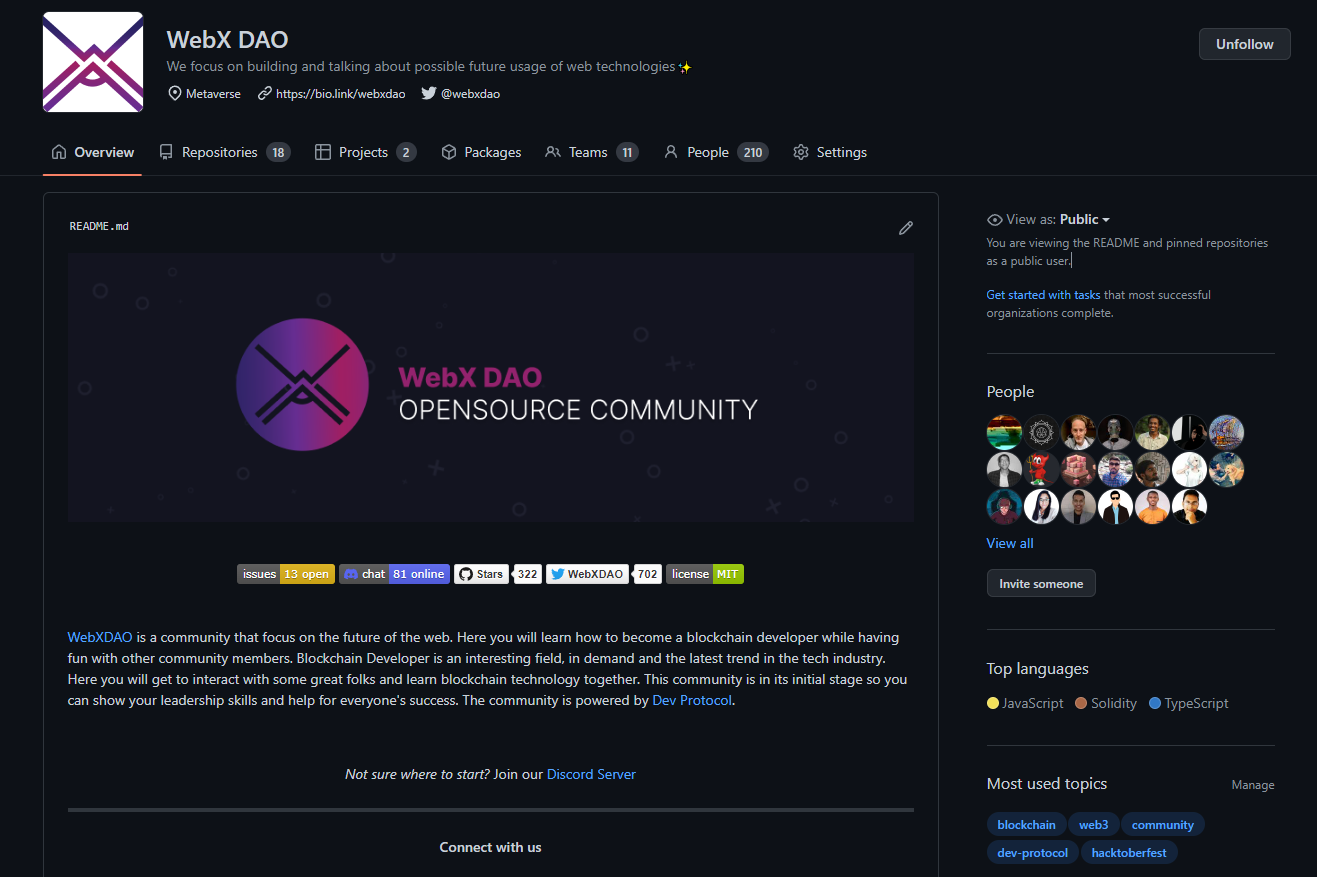 WebX DAO
Unfollow
We focus on building and talking about possible future usage of web technologies✨
Metaverse https://bio.link/webxdao @webxdao
Overview Repositories 18 Projects 2 Packages Teams 11 People 210 Settings
README.md
WebX DAO
OPENSOURCE COMMUNITY
issues 13 open chat 81 online Stars 322 WebXDAO 702 license MIT
WebXDAO is a community that focus on the future of the web. Here you will learn how to become a blockchain developer while having
fun with other community members. Blockchain Developer is an interesting field, in demand and the latest trend in the tech industry.
Here you will get to interact with some great folks and learn blockchain technology together. This community is in its initial stage so you
can show your leadership skills and help for everyone's success. The community is powered by Dev Protocol.
Not sure where to start? Join our Discord Server
Connect with us
View as: Public
You are viewing the README and pinned repositories
as a public user.
Get started with tasks that most successful
organizations complete.
People
View all
Invite someone
Top languages
JavaScript Solidity TypeScript
Most used topics Manage
blockchain web3 community
dev-protocol hacktoberfest